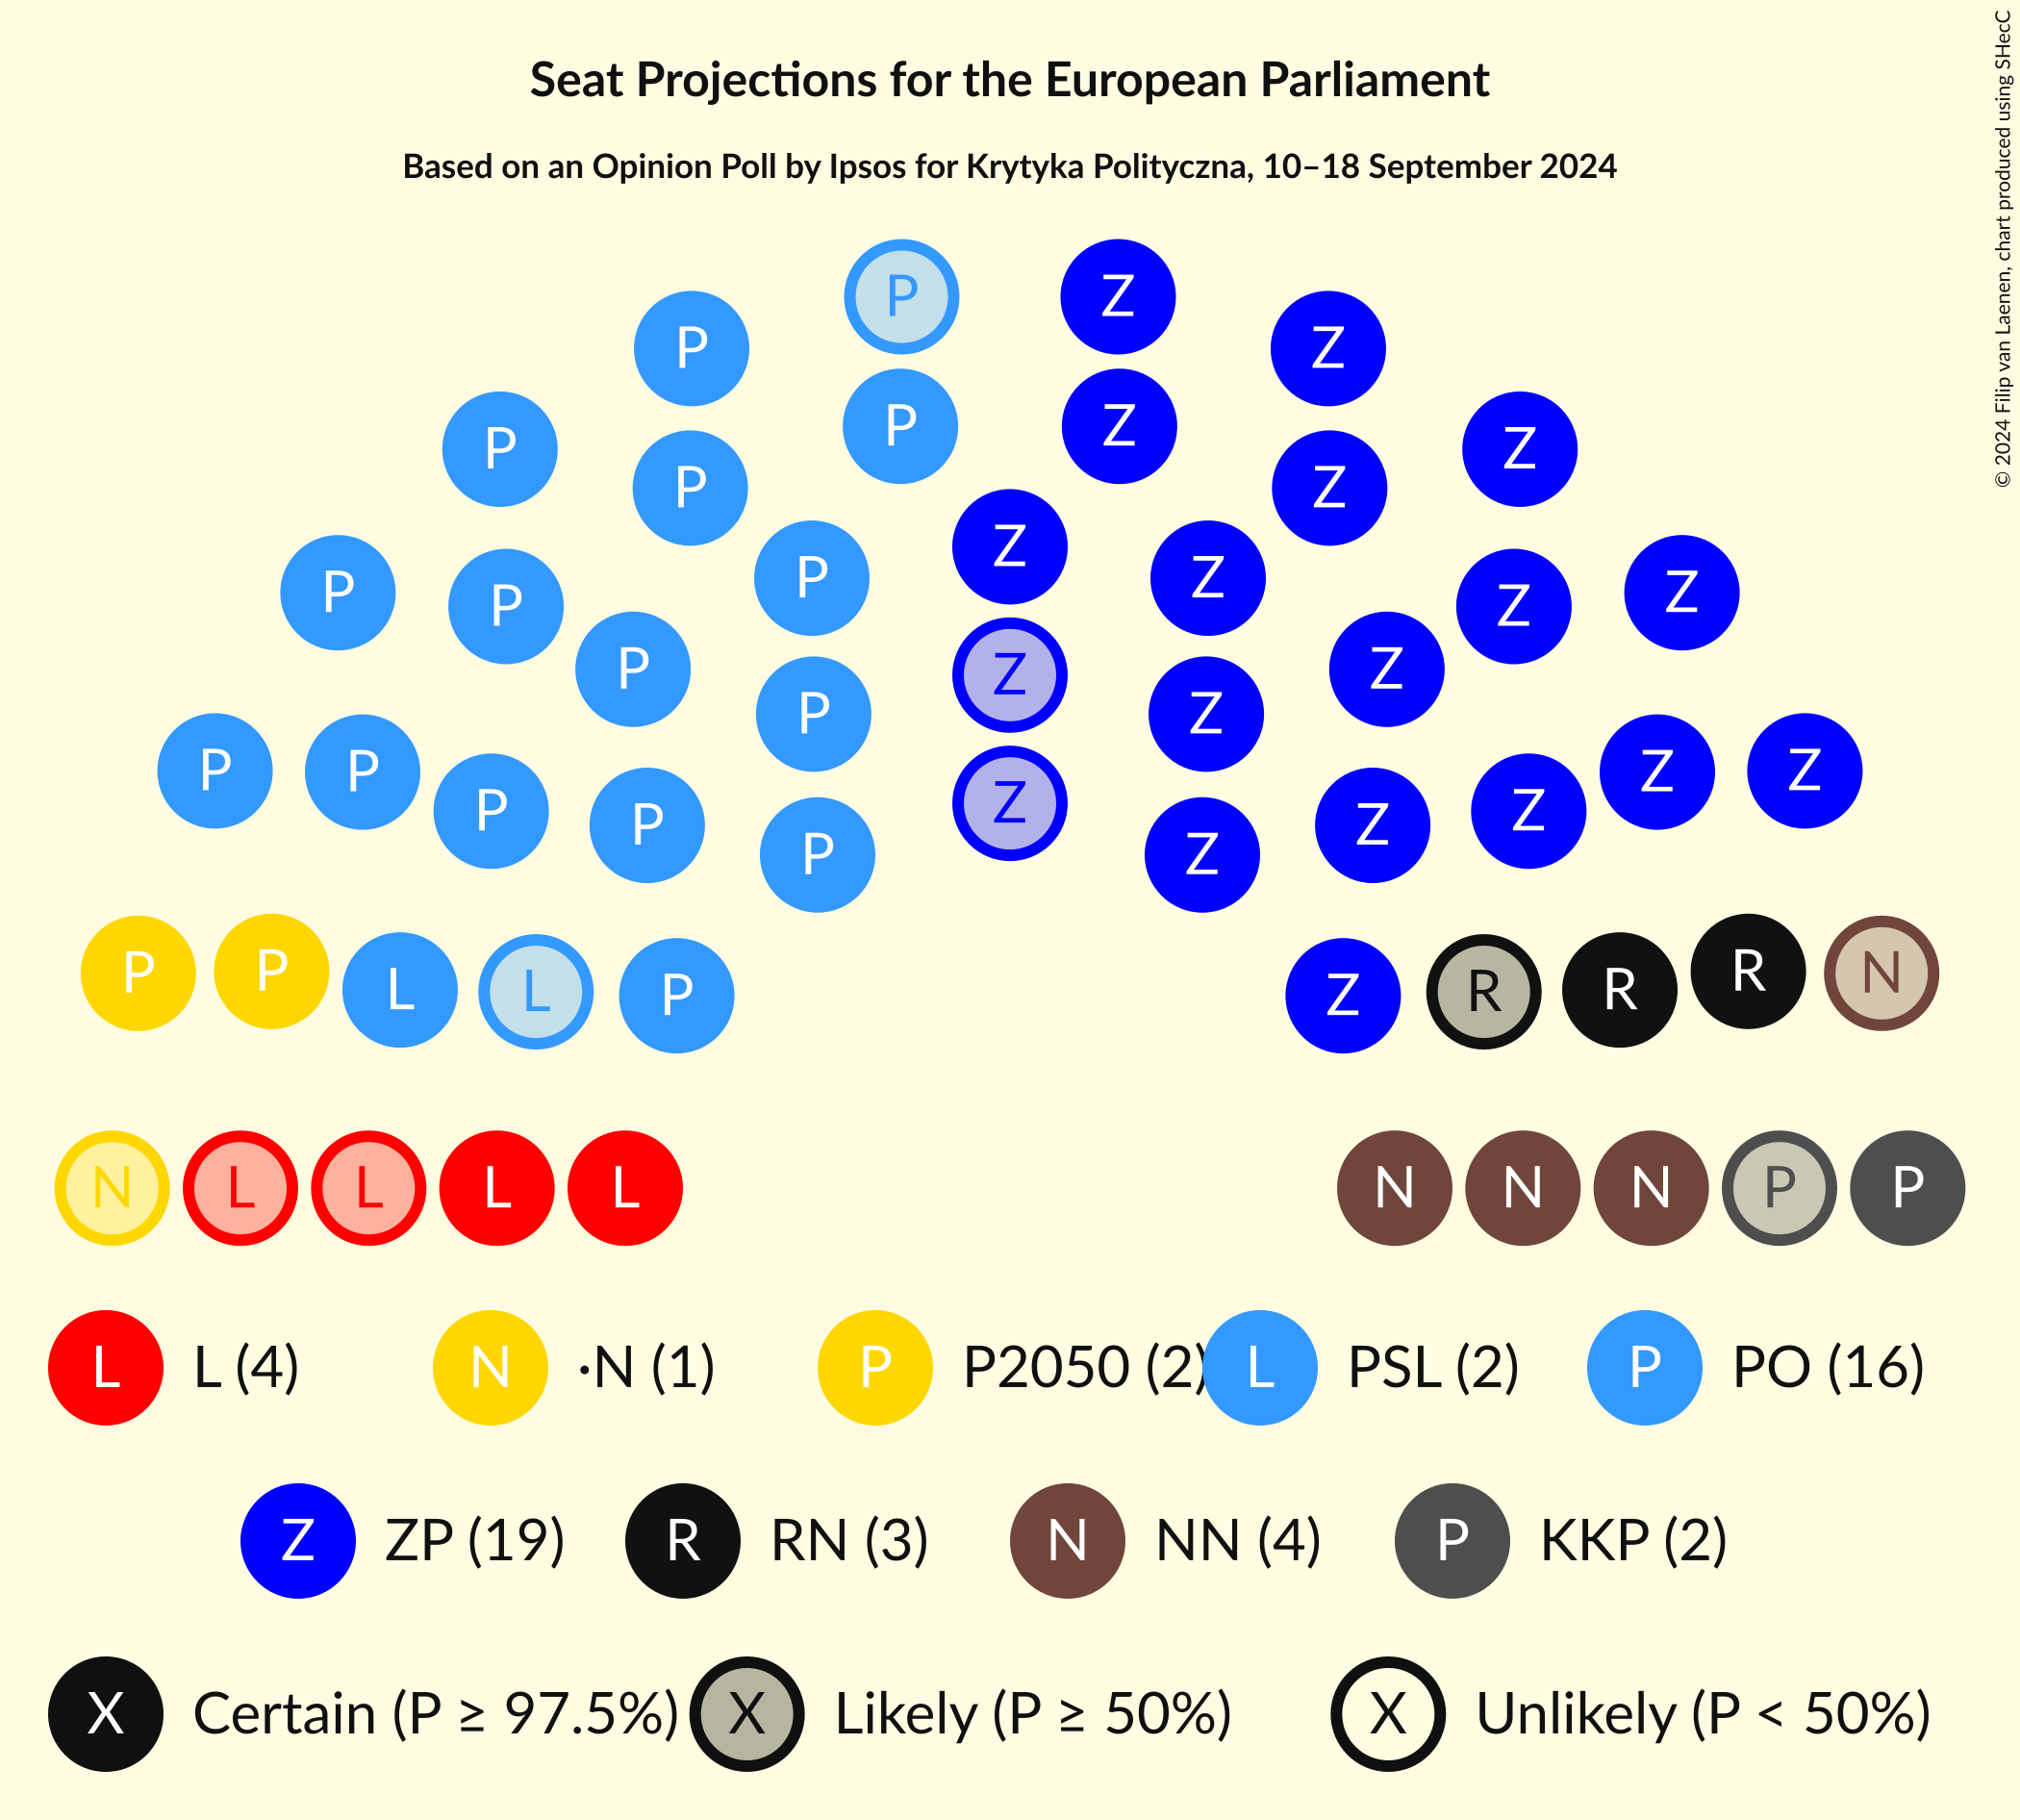 Seat Projections for the European Parliament
Based on an Opinion Poll by Ipsos for Krytyka Polityczna, 10–18 September 2024
© 2024 Filip van Laenen, chart produced using SHecC
P Z
P Z
P Z
P Z
P Z
P Z
Z
P Z
P Z
P Z
P Z
Z
P Z
P P Z Z
P Z
P Z
Z
P Z
P P L L P Z R R R N
N L L L L N N N P P
L L (4) N ·N (1) P P2050 (2) L PSL (2) P PO (16)
Z ZP (19) R RN (3) N NN (4) P KKP (2)
X Certain (P ≥ 97.5%) X Likely (P ≥ 50%) X Unlikely (P < 50%)